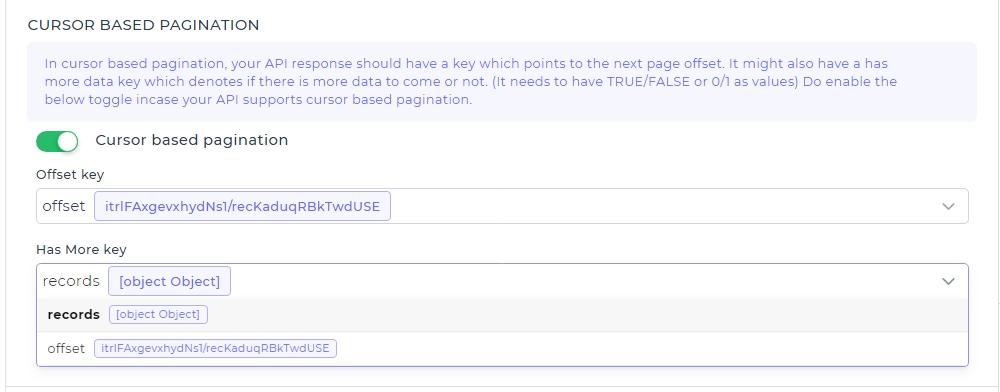 CURSOR BASED PAGINATION
In cursor based pagination, your API response should have a key which points to the next page offset. It might also have a has
more data key which denotes if there is more data to come or not. (It needs to have TRUE/FALSE or 0/1 as values) Do enable the
below toggle incase your API supports cursor based pagination.
Cursor based pagination
Offset key
offset itrlFAxgevxhydNs1/recKaduqRBkTwdUSE
Has More key
records [object Object]
records [object Object]
offset itrlFAxgevxhydNs1/recKaduqRBkTwdUSE